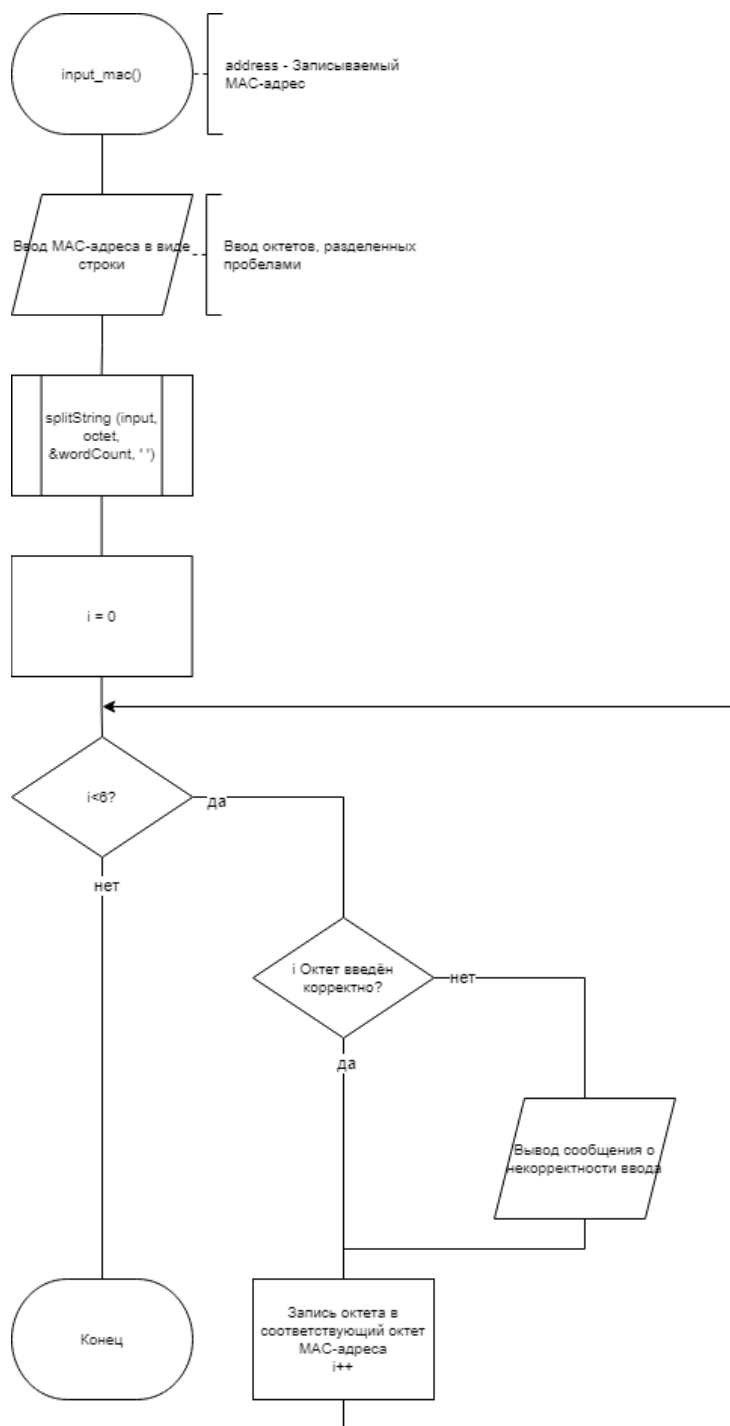 input_mac()
address - Записываемый
MAC-адрес
Ввод MAC-адреса в виде
строки
Ввод октетов, разделенных
пробелами
splitString (input,
octet,
&wordCount, ' ')
i = 0
i<6?
да
нет
i Октет введён
корректно?
нет
да
Вывод сообщения о
некорректности ввода
Запись октета в
соответствующий октет
MAC-адреса
i++
Конец